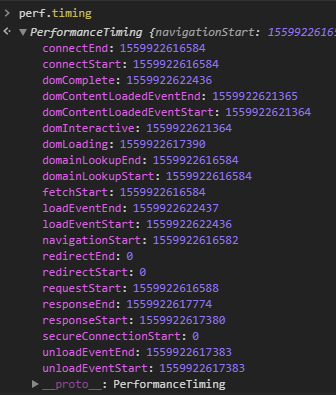 > perf.timing
PerformanceTiming {navigationStart: 15599226165
connectEnd: 1559922616584
connectStart: 1559922616584
domComplete: 1559922622436
domContentLoadedEventEnd: 1559922621365
domContentLoadedEventStart: 1559922621364
domInteractive: 1559922621364
domLoading: 1559922617390
domainLookupEnd: 1559922616584
domainLookupStart: 1559922616584
fetchStart: 1559922616584
loadEventEnd: 1559922622437
loadEventStart: 1559922622436
navigationStart: 1559922616582
redirectEnd: 0
redirectStart: 0
requestStart: 1559922616588
responseEnd: 1559922617774
responseStart: 1559922617380
secureConnectionStart: 0
unloadEventEnd: 1559922617383
unloadEventStart: 1559922617383
__proto__: PerformanceTiming